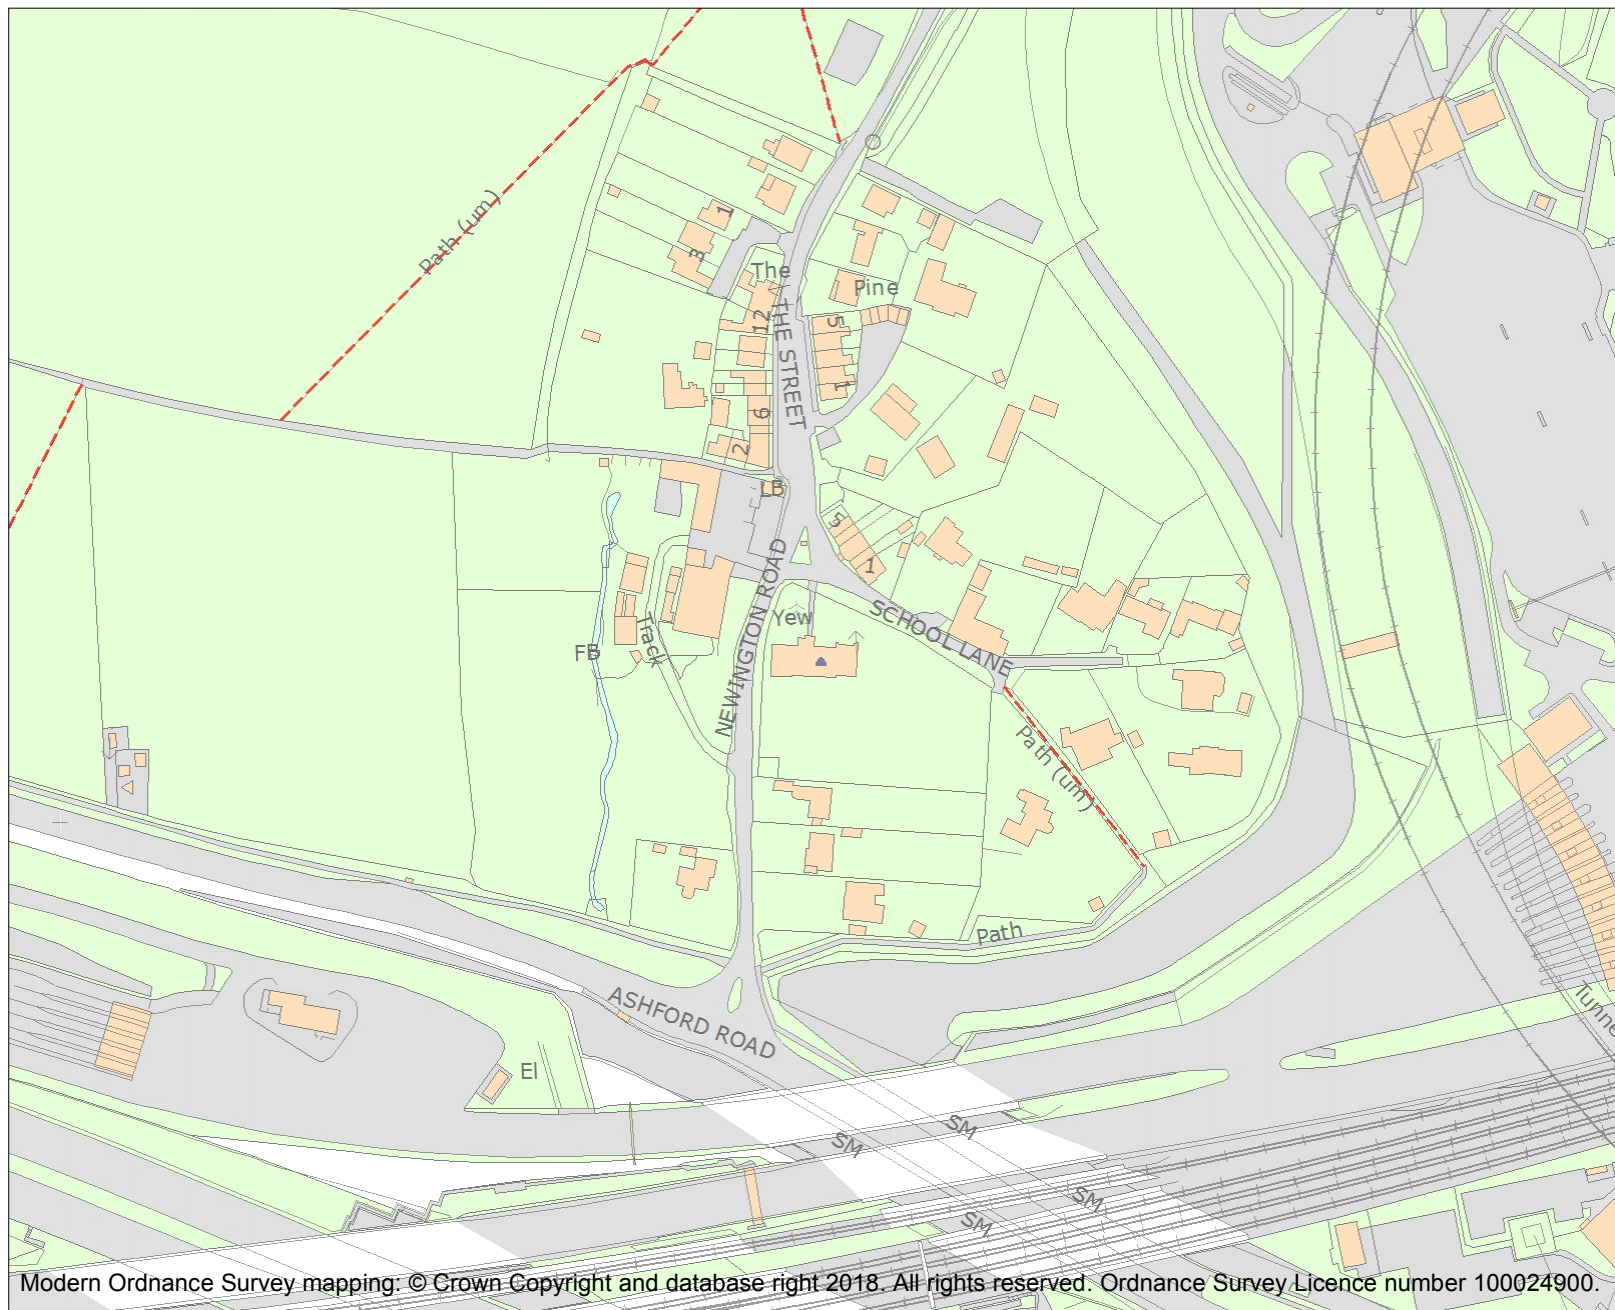 Path (um)
1
3
The
Pine
12
THE STREET
5
1
6
2
LB
5
1
NEWINGTON ROAD
SCHOOL LANE
Yew
Track
FB
Path (um)
Path
ASHFORD ROAD
El
Tunne
SM
SM
SM
SM
Modern Ordnance Survey mapping: © Crown Copyright and database right 2018. All rights reserved. Ordnance Survey Licence number 100024900.